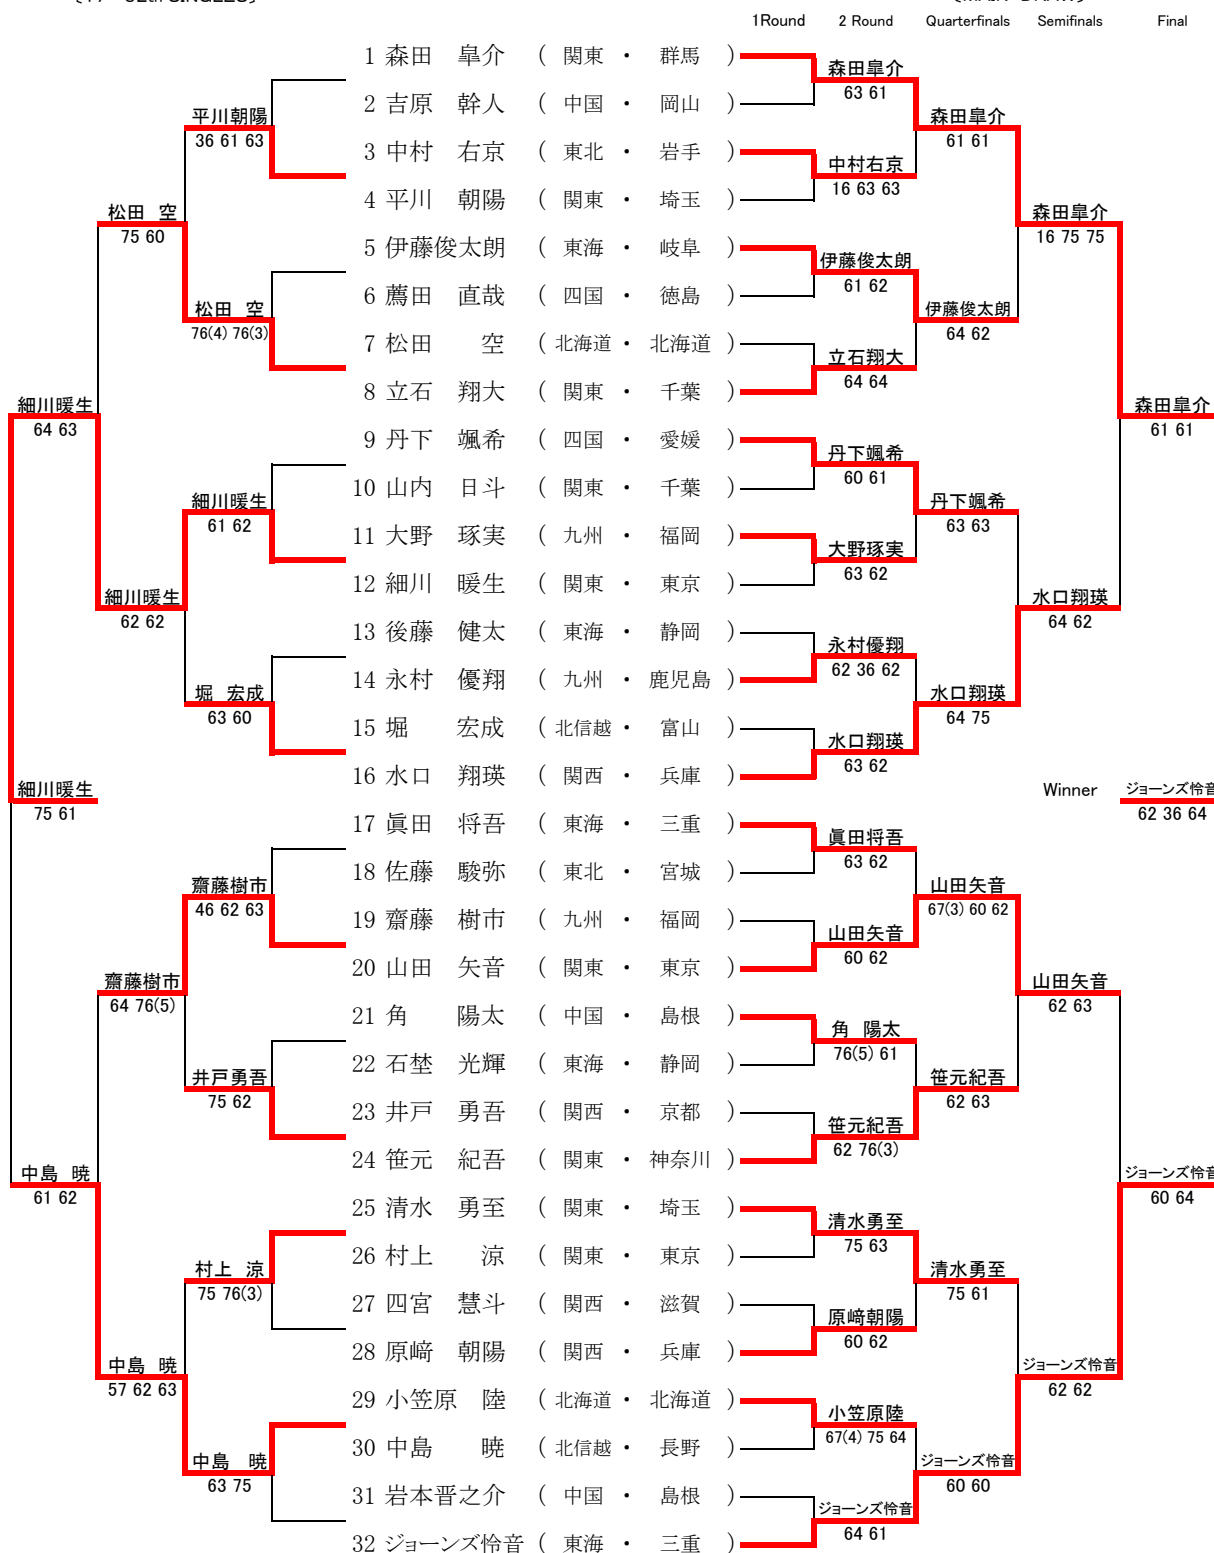 1Round 2 Round Quarterfinals Semifinals Final
1 森田 皐介 ( 関東 ・ 群馬 )
2 吉原 幹人 ( 中国 ・ 岡山 )
3 中村 右京 ( 東北 ・ 岩手 )
4 平川 朝陽 ( 関東 ・ 埼玉 )
5 伊藤俊太朗 ( 東海 ・ 岐阜 )
6 薦田 直哉 ( 四国 ・ 徳島 )
7 松田 空 ( 北海道 ・ 北海道 )
8 立石 翔大 ( 関東 ・ 千葉 )
9 丹下 颯希 ( 四国 ・ 愛媛 )
10 山内 日斗 ( 関東 ・ 千葉 )
11 大野 琢実 ( 九州 ・ 福岡 )
12 細川 暖生 ( 関東 ・ 東京 )
13 後藤 健太 ( 東海 ・ 静岡 )
14 永村 優翔 ( 九州 ・ 鹿児島 )
15 堀 宏成 ( 北信越 ・ 富山 )
16 水口 翔瑛 ( 関西 ・ 兵庫 )
17 眞田 将吾 ( 東海 ・ 三重 )
18 佐藤 駿弥 ( 東北 ・ 宮城 )
19 齋藤 樹市 ( 九州 ・ 福岡 )
20 山田 矢音 ( 関東 ・ 東京 )
21 角 陽太 ( 中国 ・ 島根 )
22 石埜 光輝 ( 東海 ・ 静岡 )
23 井戸 勇吾 ( 関西 ・ 京都 )
24 笹元 紀吾 ( 関東 ・ 神奈川 )
25 清水 勇至 ( 関東 ・ 埼玉 )
26 村上 涼 ( 関東 ・ 東京 )
27 四宮 慧斗 ( 関西 ・ 滋賀 )
28 原﨑 朝陽 ( 関西 ・ 兵庫 )
29 小笠原 陸 ( 北海道 ・ 北海道 )
30 中島 暁 ( 北信越 ・ 長野 )
31 岩本晋之介 ( 中国 ・ 島根 )
32 ジョーンズ怜音 ( 東海 ・ 三重 )
平川朝陽
36 61 63
松田 空
76(4) 76(3)
細川暖生
61 62
堀 宏成
63 60
齋藤樹市
46 62 63
井戸勇吾
75 62
村上 涼
75 76(3)
中島 暁
63 75
松田 空
75 60
細川暖生
62 62
齋藤樹市
64 76(5)
中島 暁
57 62 63
細川暖生
64 63
中島 暁
61 62
細川暖生
75 61
森田皐介
63 61
中村右京
16 63 63
伊藤俊太朗
61 62
立石翔大
64 64
丹下颯希
60 61
大野琢実
63 62
永村優翔
62 36 62
水口翔瑛
63 62
眞田将吾
63 62
山田矢音
60 62
角 陽太
76(5) 61
笹元紀吾
62 76(3)
清水勇至
75 63
原﨑朝陽
60 62
小笠原陸
67(4) 75 64
ジョーンズ怜音
64 61
森田皐介
61 61
伊藤俊太朗
64 62
丹下颯希
63 63
水口翔瑛
64 75
山田矢音
67(3) 60 62
笹元紀吾
62 63
清水勇至
75 61
ジョーンズ怜音
60 60
森田皐介
16 75 75
水口翔瑛
64 62
山田矢音
62 63
ジョーンズ怜音
62 62
森田皐介
61 61
ジョーンズ怜音
60 64
Winner ジョーンズ怜音
62 36 64